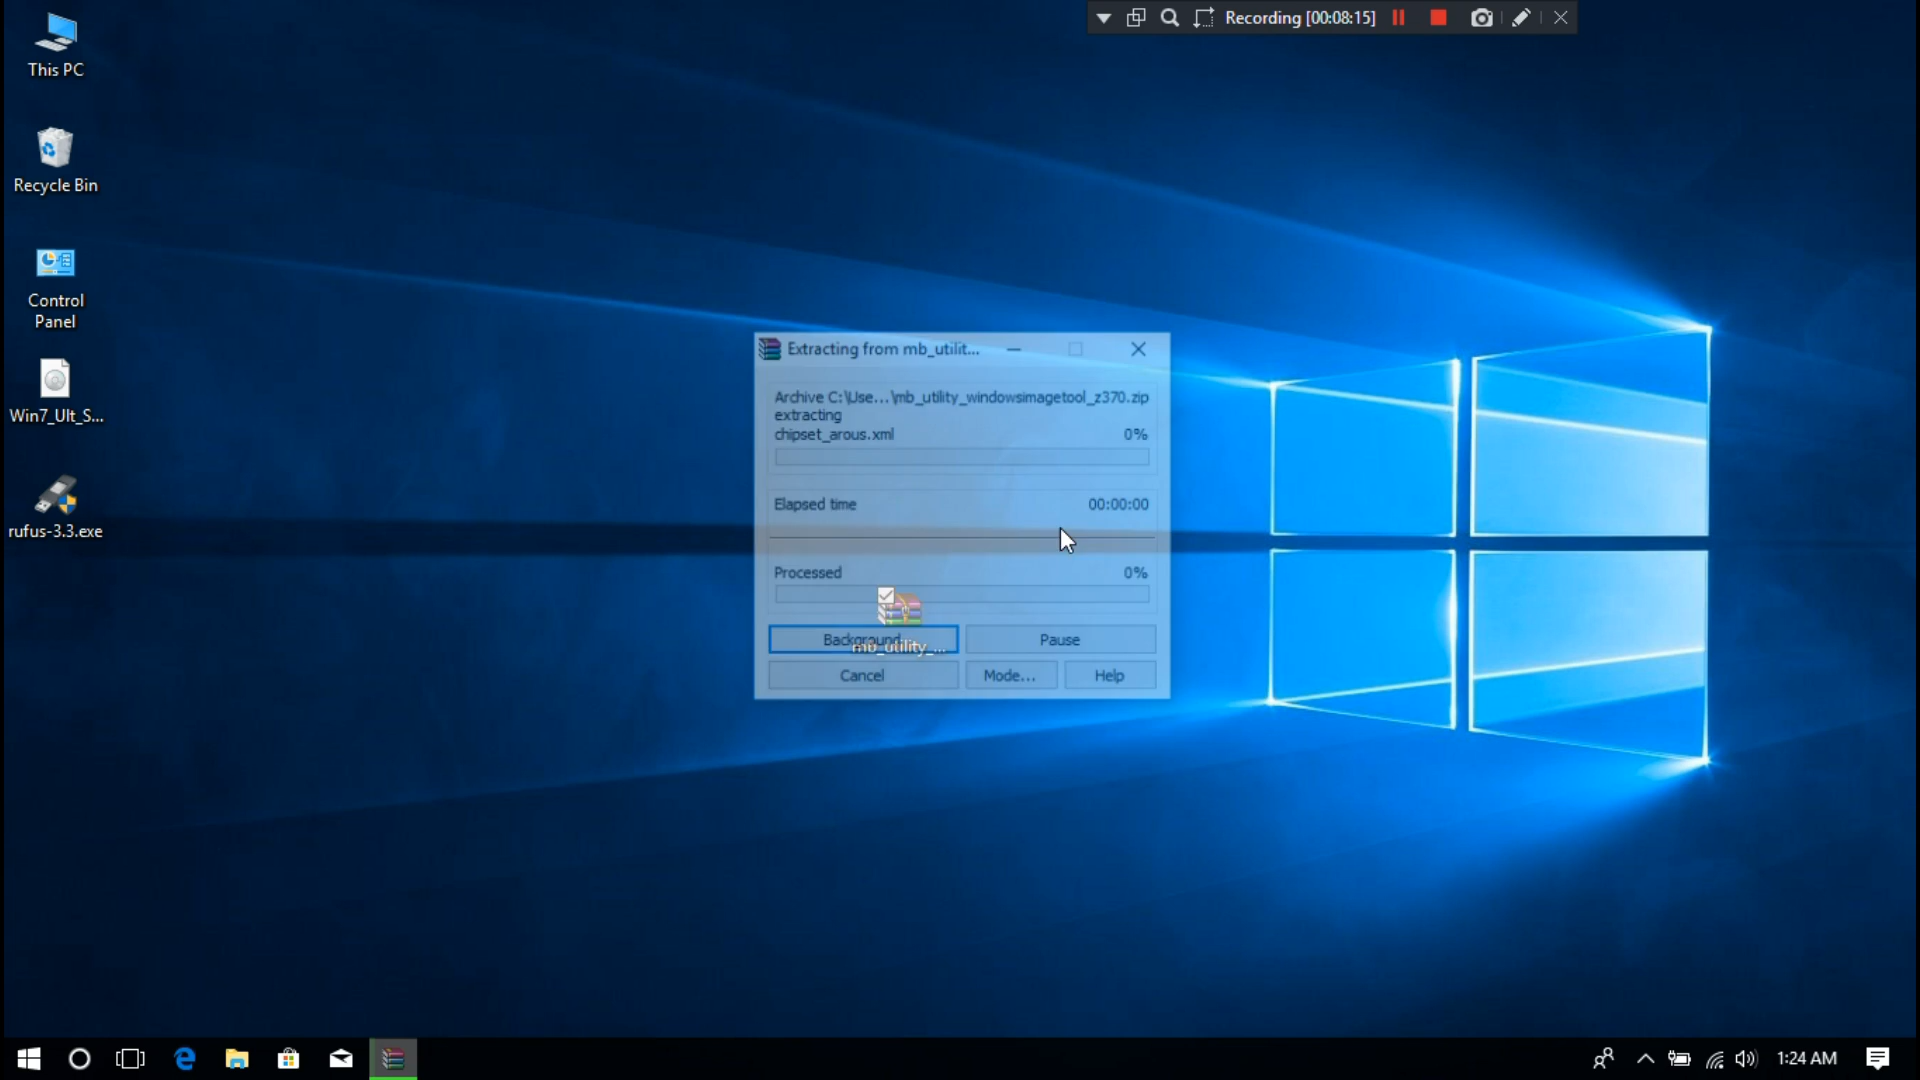 Recording [00:08:15]
This PC
Recycle Bin
Control
Panel
Win7_Ult_S...
rufus-3.3.exe
Extracting from mb_utilit...
Archive C:\Use...\mb_utility_windowsimagetool_z370.zip
extracting
chipset_arous.xml 0%
Elapsed time 00:00:00
Processed 0%
Background Pause
mb_utility_...
Cancel Mode... Help
1:24 AM